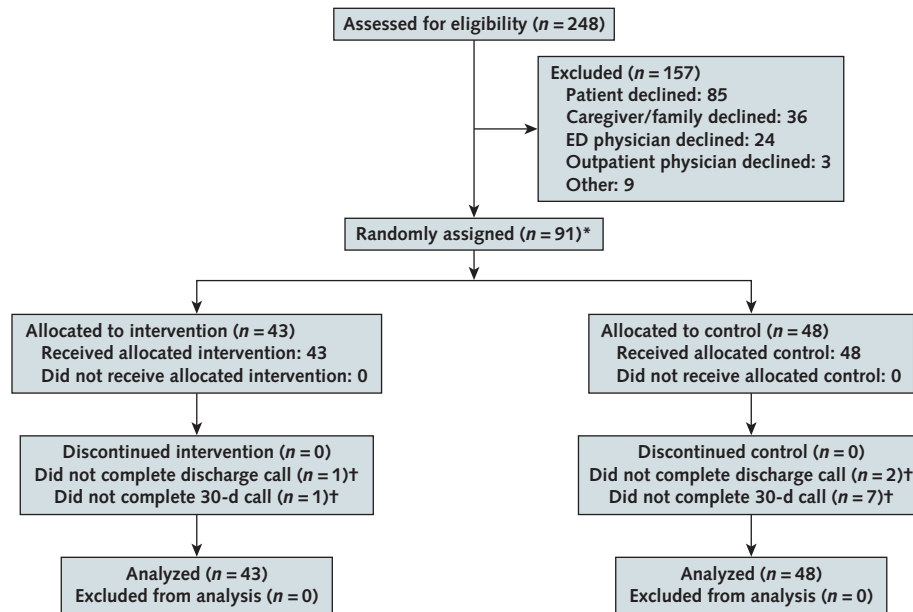 Assessed for eligibility (n = 248)
Excluded (n = 157)
Patient declined: 85
Caregiver/family declined: 36
ED physician declined: 24
Outpatient physician declined: 3
Other: 9
Randomly assigned (n = 91)*
Allocated to intervention (n = 43)
Received allocated intervention: 43
Did not receive allocated intervention: 0
Allocated to control (n = 48)
Received allocated control: 48
Did not receive allocated control: 0
Discontinued intervention (n = 0)
Did not complete discharge call (n = 1)†
Did not complete 30-d call (n = 1)†
Discontinued control (n = 0)
Did not complete discharge call (n = 2)†
Did not complete 30-d call (n = 7)†
Analyzed (n = 43)
Excluded from analysis (n = 0)
Analyzed (n = 48)
Excluded from analysis (n = 0)